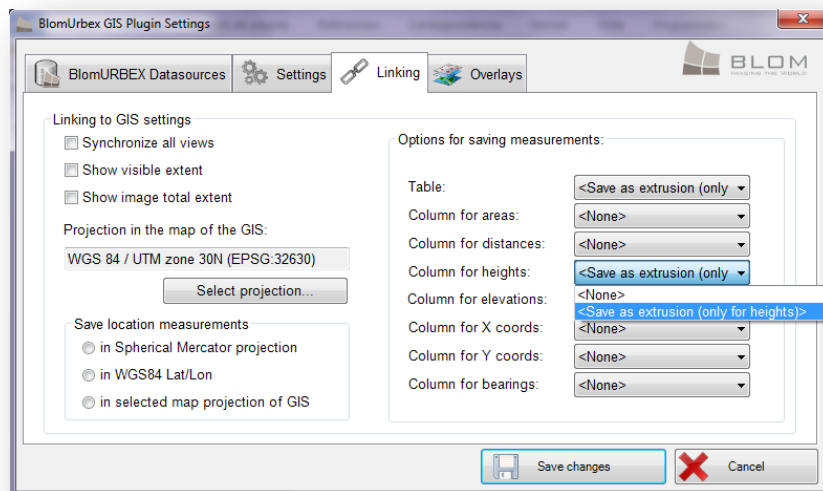 BlomUrbex GIS Plugin Settings
BLOM
IMAGING THE WORLD
BlomURBEX Datasources
Settings
Linking
Overlays
Linking to GIS settings
Synchronize all views
Show visible extent
Show image total extent
Projection in the map of the GIS:
WGS 84 / UTM zone 30N (EPSG:32630)
Select projection...
Save location measurements
in Spherical Mercator projection
in WGS84 Lat/Lon
in selected map projection of GIS
Options for saving measurements:
Table: <Save as extrusion (only
Column for areas: <None>
Column for distances: <None>
Column for heights: <Save as extrusion (only
<None>
Column for elevations: <Save as extrusion (only for heights)>
Column for X coords: <None>
Column for Y coords: <None>
Column for bearings: <None>
Save changes
Cancel